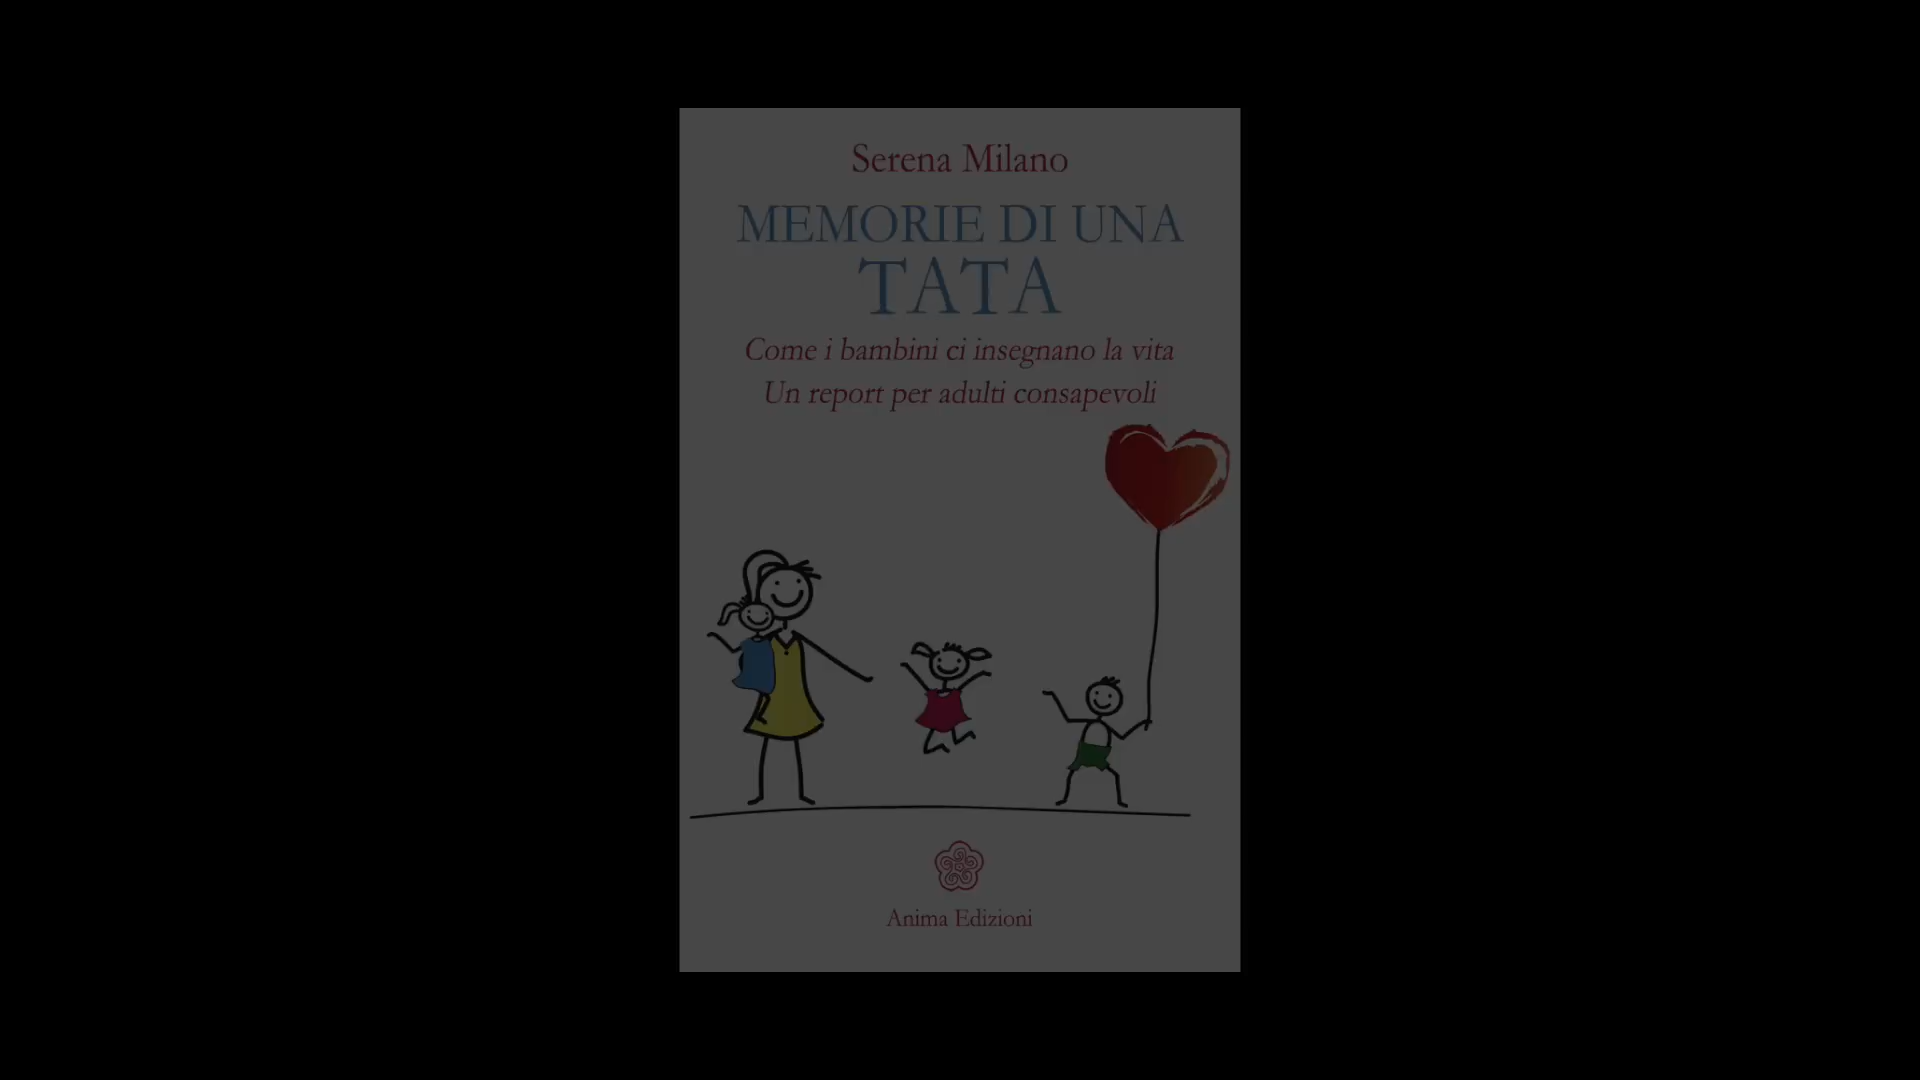 Serena Milano
MEMORIE DI UNA
TATA
Come i bambini ci insegnano la vita
Un report per adulti consapevoli
Anima Edizioni